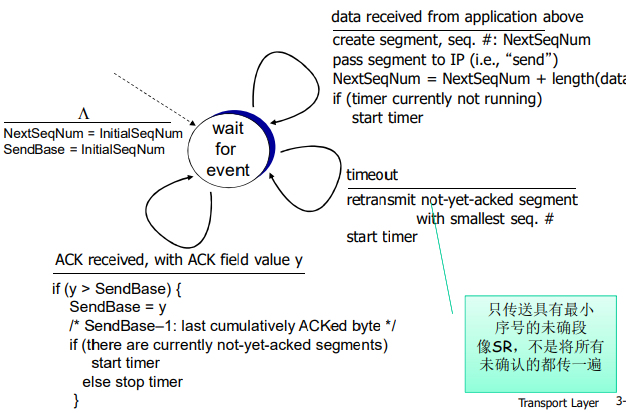 data received from application above
create segment, seq. #: NextSeqNum
pass segment to IP (i.e., “send”)
NextSeqNum = NextSeqNum + length(data
if (timer currently not running)
start timer
Λ
NextSeqNum = InitialSeqNum
SendBase = InitialSeqNum
wait
for
event
timeout
retransmit not-yet-acked segment
with smallest seq. #
start timer
ACK received, with ACK field value y
if (y > SendBase) {
SendBase = y
/* SendBase–1: last cumulatively ACKed byte */
if (there are currently not-yet-acked segments)
start timer
else stop timer
}
只传送具有最小
序号的未确段
像SR，不是将所有
未确认的都传一遍
Transport Layer 3-